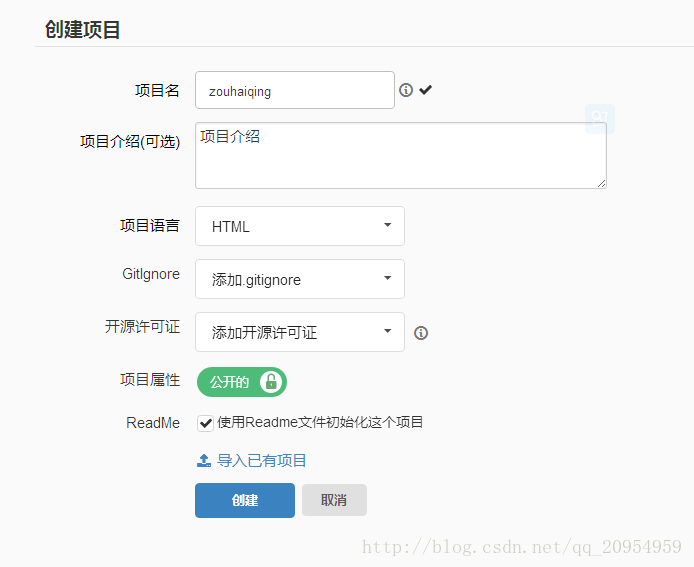 创建项目
项目名 zouhaiqing
项目介绍(可选) 项目介绍
项目语言 HTML
GitIgnore 添加.gitignore
开源许可证 添加开源许可证
项目属性 公开的
ReadMe 使用Readme文件初始化这个项目
导入已有项目
创建 取消
http://blog.csdn.net/qq_20954959